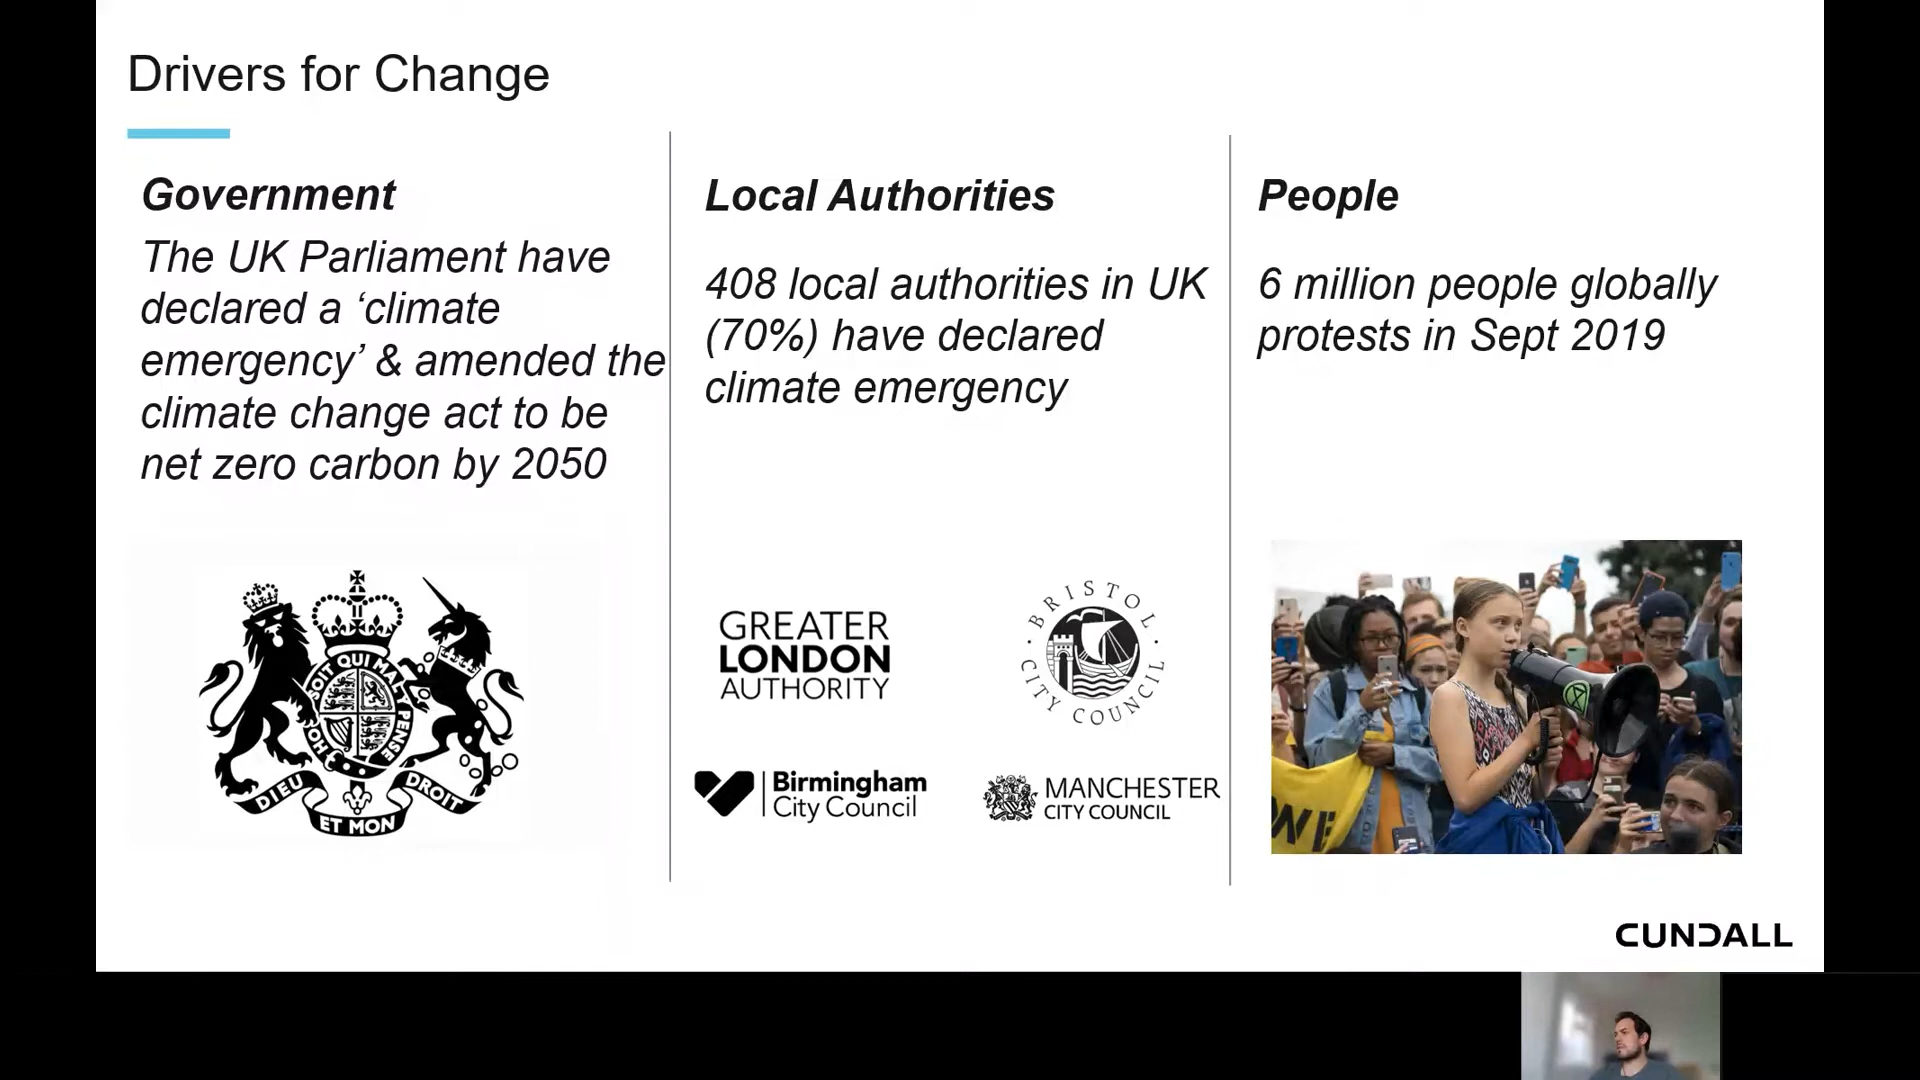 Drivers for Change
Government
The UK Parliament have
declared a ‘climate
emergency’ & amended the
climate change act to be
net zero carbon by 2050
SOIT QUI MAL
PENSE
HO
DIEU
ET MON
DROIT
Local Authorities
408 local authorities in UK
(70%) have declared
climate emergency
GREATER
LONDON
AUTHORITY
· BRISTOL ·
CITY COUNCIL
Birmingham
City Council
MANCHESTER
CITY COUNCIL
People
6 million people globally
protests in Sept 2019
WE
CUNDALL